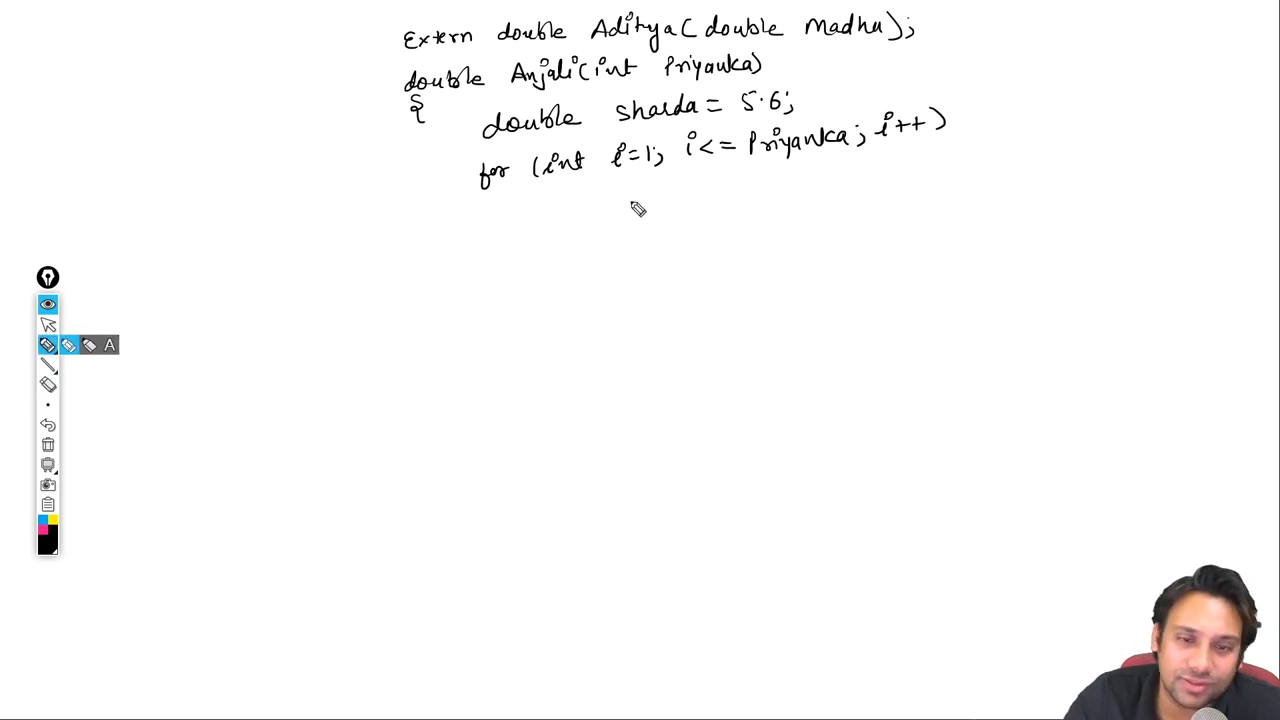 Extern double Aditya(double Madhu);
double Anjali(int Priyanka)
{
double sharda = 5.6;
for (int i=1; i<= Priyanka; i++)
A